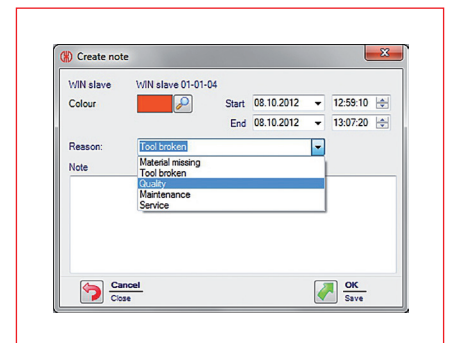 Create note
WIN slave WIN slave 01-01-04
Colour Start 08.10.2012 12:59:10
End 08.10.2012 13:07:20
Reason: Tool broken
Material missing
Note Tool broken
Quality
Maintenance
Service
Cancel OK
Close Save